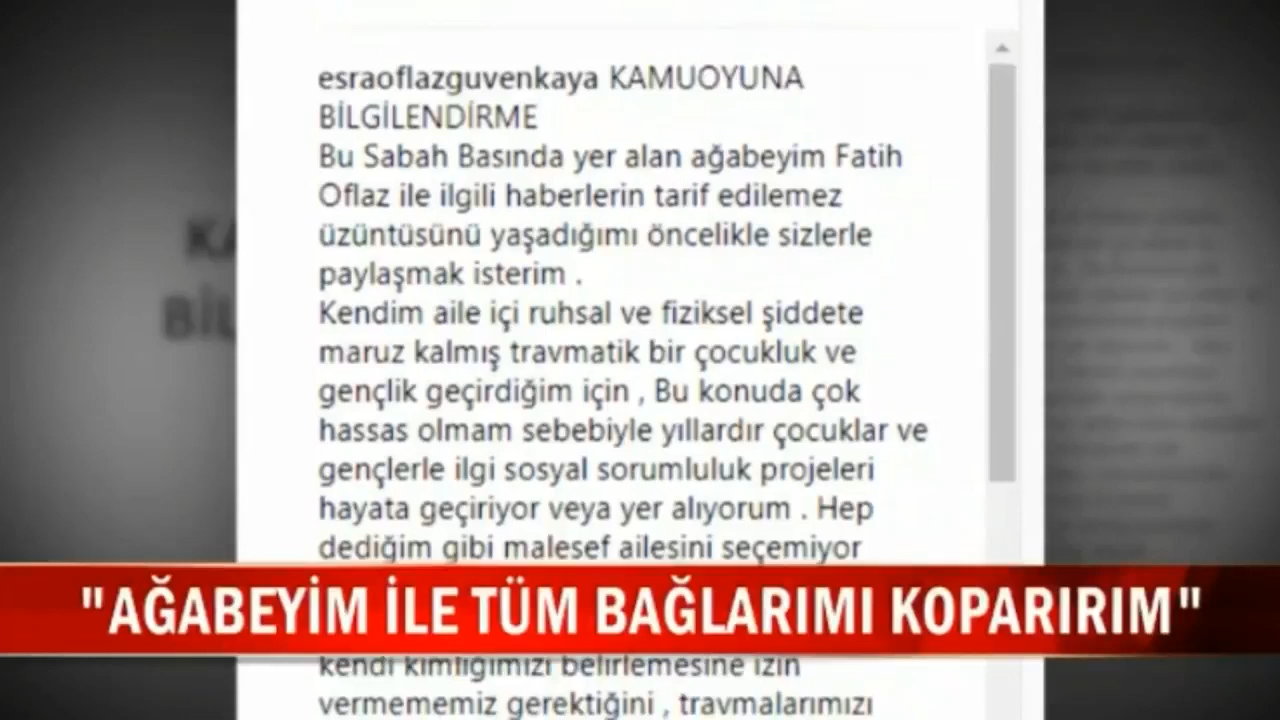 esraoflazguvenkaya KAMUOYUNA
BİLGİLENDİRME
Bu Sabah Basında yer alan ağabeyim Fatih
Oflaz ile ilgili haberlerin tarif edilemez
üzüntüsünü yaşadığımı öncelikle sizlerle
paylaşmak isterim .
Kendim aile içi ruhsal ve fiziksel şiddete
maruz kalmış travmatik bir çocukluk ve
gençlik geçirdiğim için , Bu konuda çok
hassas olmam sebebiyle yıllardır çocuklar ve
gençlerle ilgi sosyal sorumluluk projeleri
hayata geçiriyor veya yer alıyorum . Hep
dediğim gibi malesef ailesini seçemiyor
"AĞABEYİM İLE TÜM BAĞLARIMI KOPARIRIM"
kendi kimliğimizi belirlemesine izin
vermememiz gerektiğini , travmalarımızı
KA
BİL